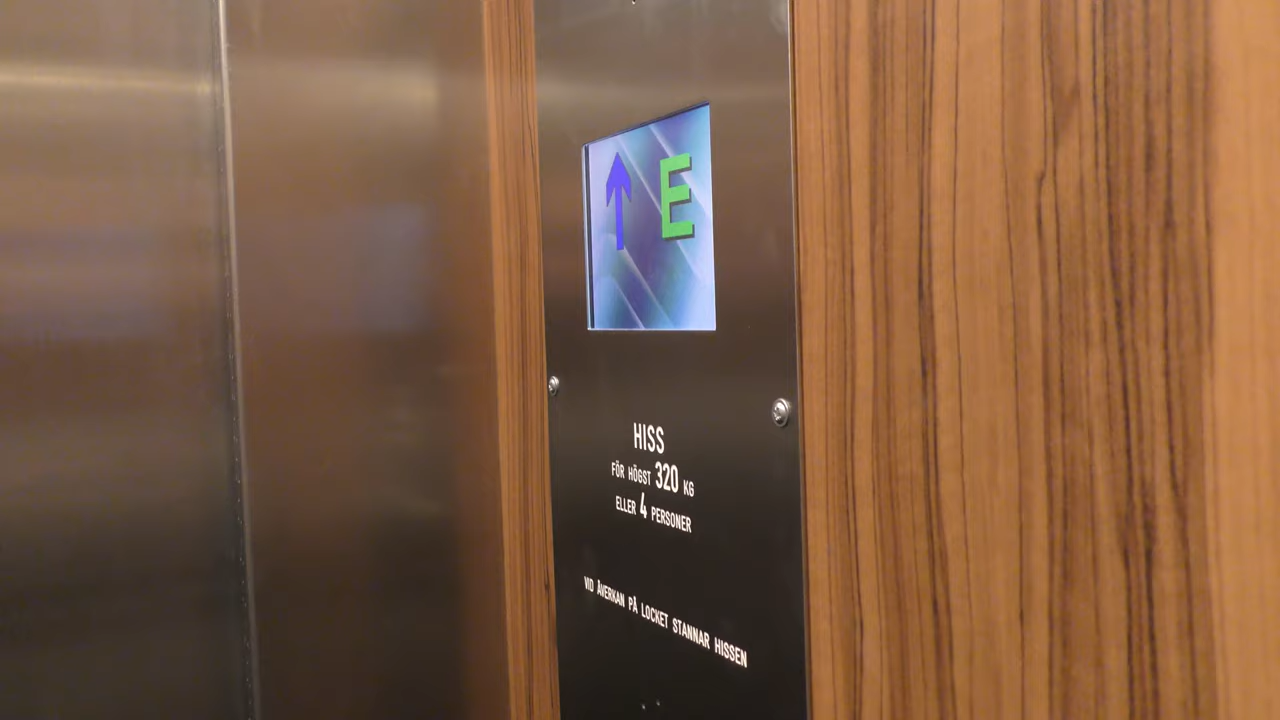 E
HISS
FÖR HÖGST 320 KG
ELLER 4 PERSONER
VID ÅVERKAN PÅ LOCKET STANNAR HISSEN